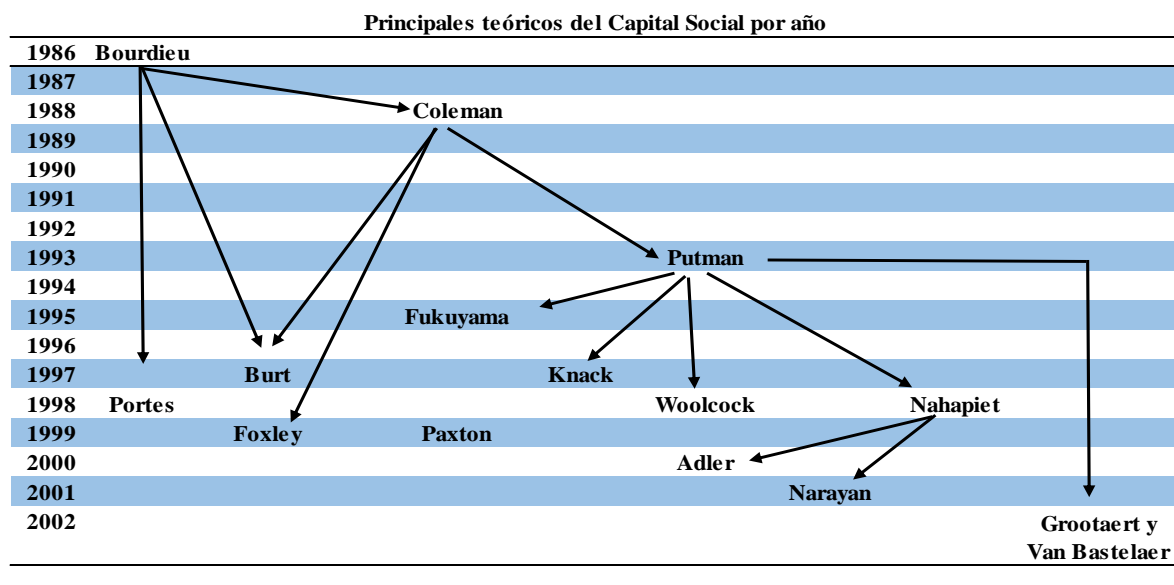 Principales teóricos del Capital Social por año
1986 Bourdieu
1987
1988 Coleman
1989
1990
1991
1992
1993 Putman
1994
1995 Fukuyama
1996
1997 Burt Knack
1998 Portes Woolcock Nahapiet
1999 Foxley Paxton
2000 Adler
2001 Narayan
2002 Grootaert y
Van Bastelaer